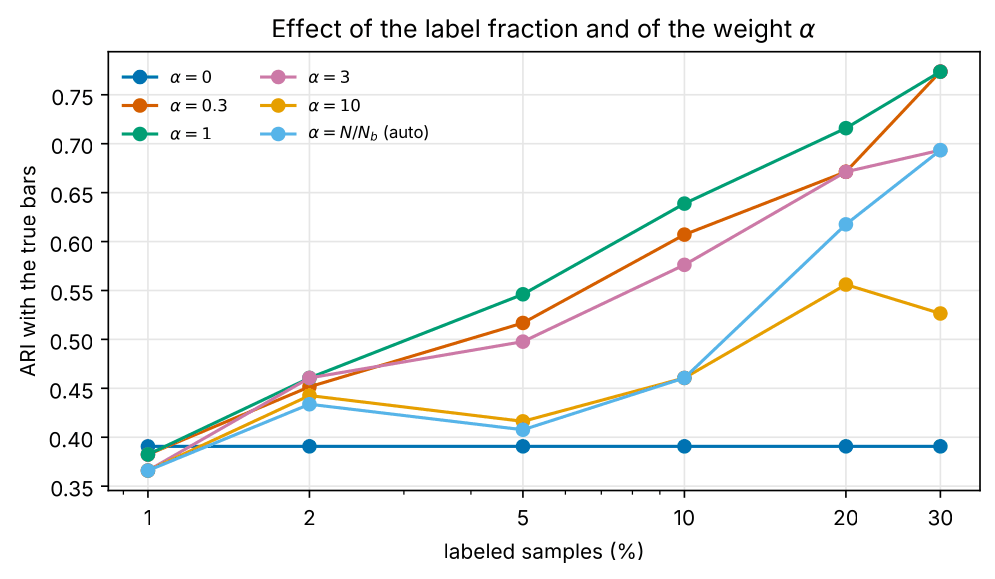 Effect of the label fraction and of the weight α
α = 0
α = 0.3
α = 1
α = 3
α = 10
α = N/N_b (auto)
ARI with the true bars
0.75
0.70
0.65
0.60
0.55
0.50
0.45
0.40
0.35
1 2 5 10 20 30
labeled samples (%)